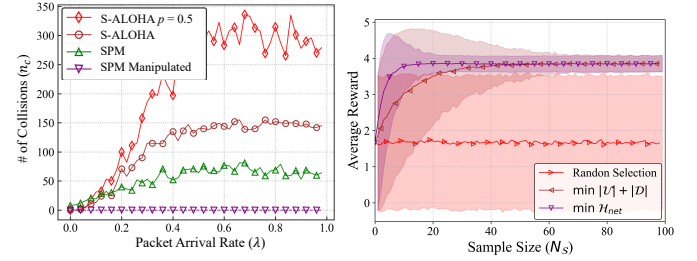 350
300
250
200
150
100
50
0
# of Collisions (n_c)
S-ALOHA p = 0.5
S-ALOHA
SPM
SPM Manipulated
0.0 0.2 0.4 0.6 0.8 1.0
Packet Arrival Rate (λ)
5
4
3
2
1
0
Average Reward
Randon Selection
min |𝒰| + |𝒟|
min ℋ_net
0 20 40 60 80 100
Sample Size (N_S)